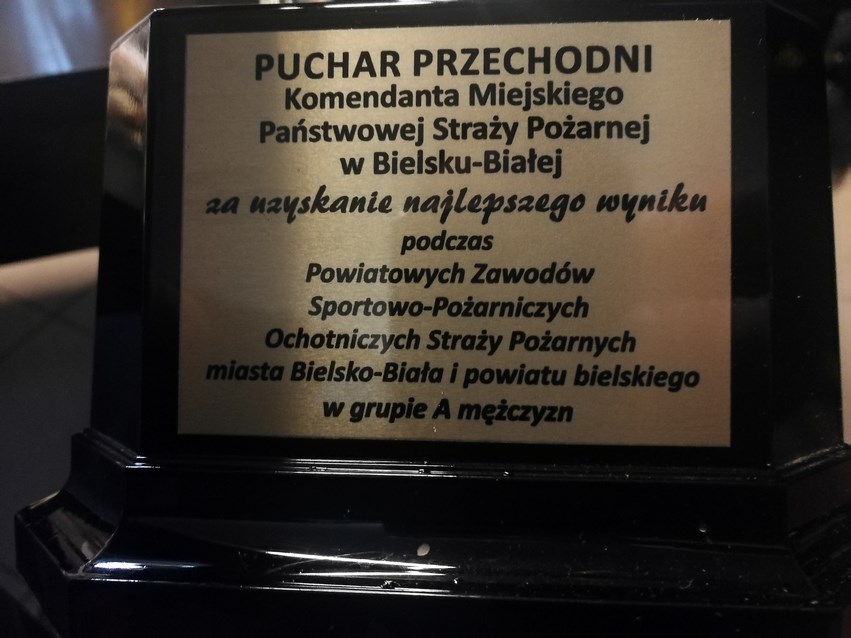 PUCHAR PRZECHODNI
Komendanta Miejskiego
Państwowej Straży Pożarnej
w Bielsku-Białej
za uzyskanie najlepszego wyniku
podczas
Powiatowych Zawodów
Sportowo-Pożarniczych
Ochotniczych Straży Pożarnych
miasta Bielsko-Biała i powiatu bielskiego
w grupie A mężczyzn